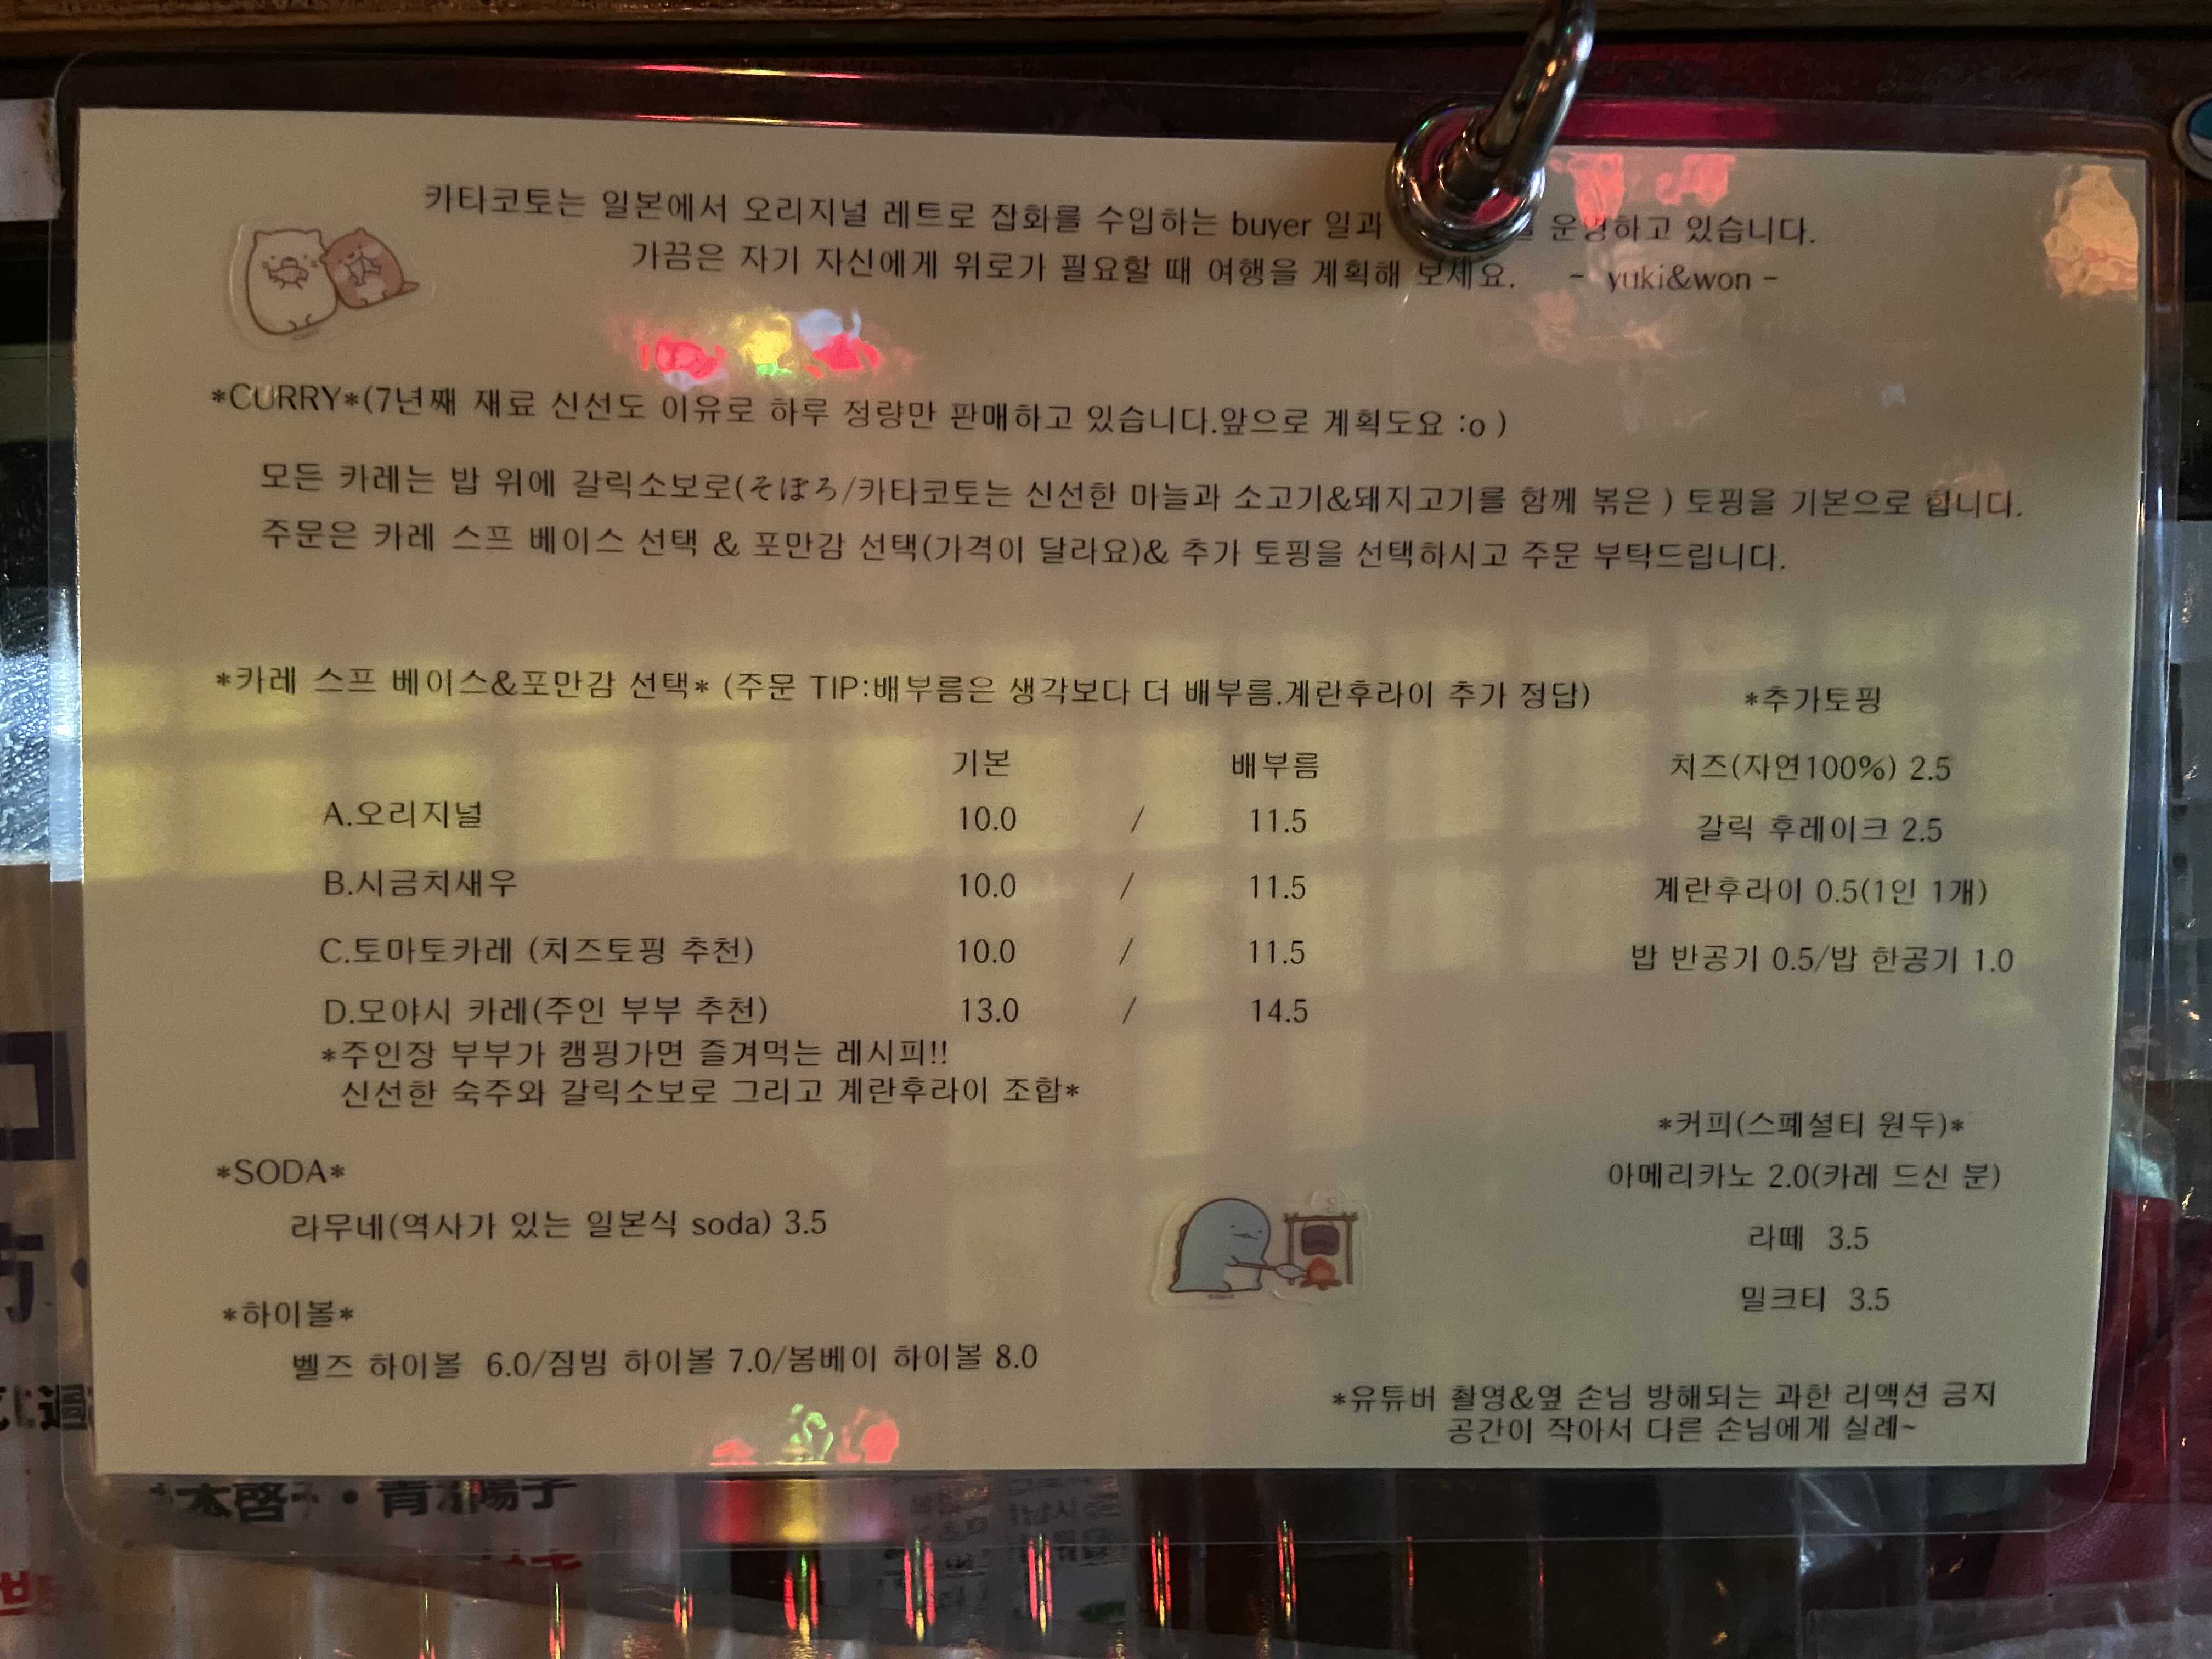 카타코토는 일본에서 오리지널 레트로 집화를 수입하는 buyer 일과 운영하고 있습니다.
가끔은 자기 자신에게 위로가 필요할 때 여행을 계획해 보세요. - yuki&won -
*CURRY*(7년째 재료 신선도 이유로 하루 정량만 판매하고 있습니다.앞으로 계획도요 :o )
모든 카레는 밥 위에 갈릭소보로(そぼろ/카타코토는 신선한 마늘과 소고기&돼지고기를 함께 볶은 ) 토핑을 기본으로 합니다.
주문은 카레 스프 베이스 선택 & 포만감 선택(가격이 달라요)& 추가 토핑을 선택하시고 주문 부탁드립니다.
*카레 스프 베이스&포만감 선택* (주문 TIP:배부름은 생각보다 더 배부름.계란후라이 추가 정답)
기본 배부름
A.오리지널 10.0 / 11.5
B.시금치새우 10.0 / 11.5
C.토마토카레 (치즈토핑 추천) 10.0 / 11.5
D.모야시 카레(주인 부부 추천) 13.0 / 14.5
*주인장 부부가 캠핑가면 즐겨먹는 레시피!!
신선한 숙주와 갈릭소보로 그리고 계란후라이 조합*
*추가토핑
치즈(자연100%) 2.5
갈릭 후레이크 2.5
계란후라이 0.5(1인 1개)
밥 반공기 0.5/밥 한공기 1.0
*SODA*
라무네(역사가 있는 일본식 soda) 3.5
*하이볼*
벨즈 하이볼 6.0/짐빔 하이볼 7.0/봄베이 하이볼 8.0
*커피(스페셜티 원두)*
아메리카노 2.0(카레 드신 분)
라떼 3.5
밀크티 3.5
*유튜버 촬영&옆 손님 방해되는 과한 리액션 금지
공간이 작아서 다른 손님에게 실례~